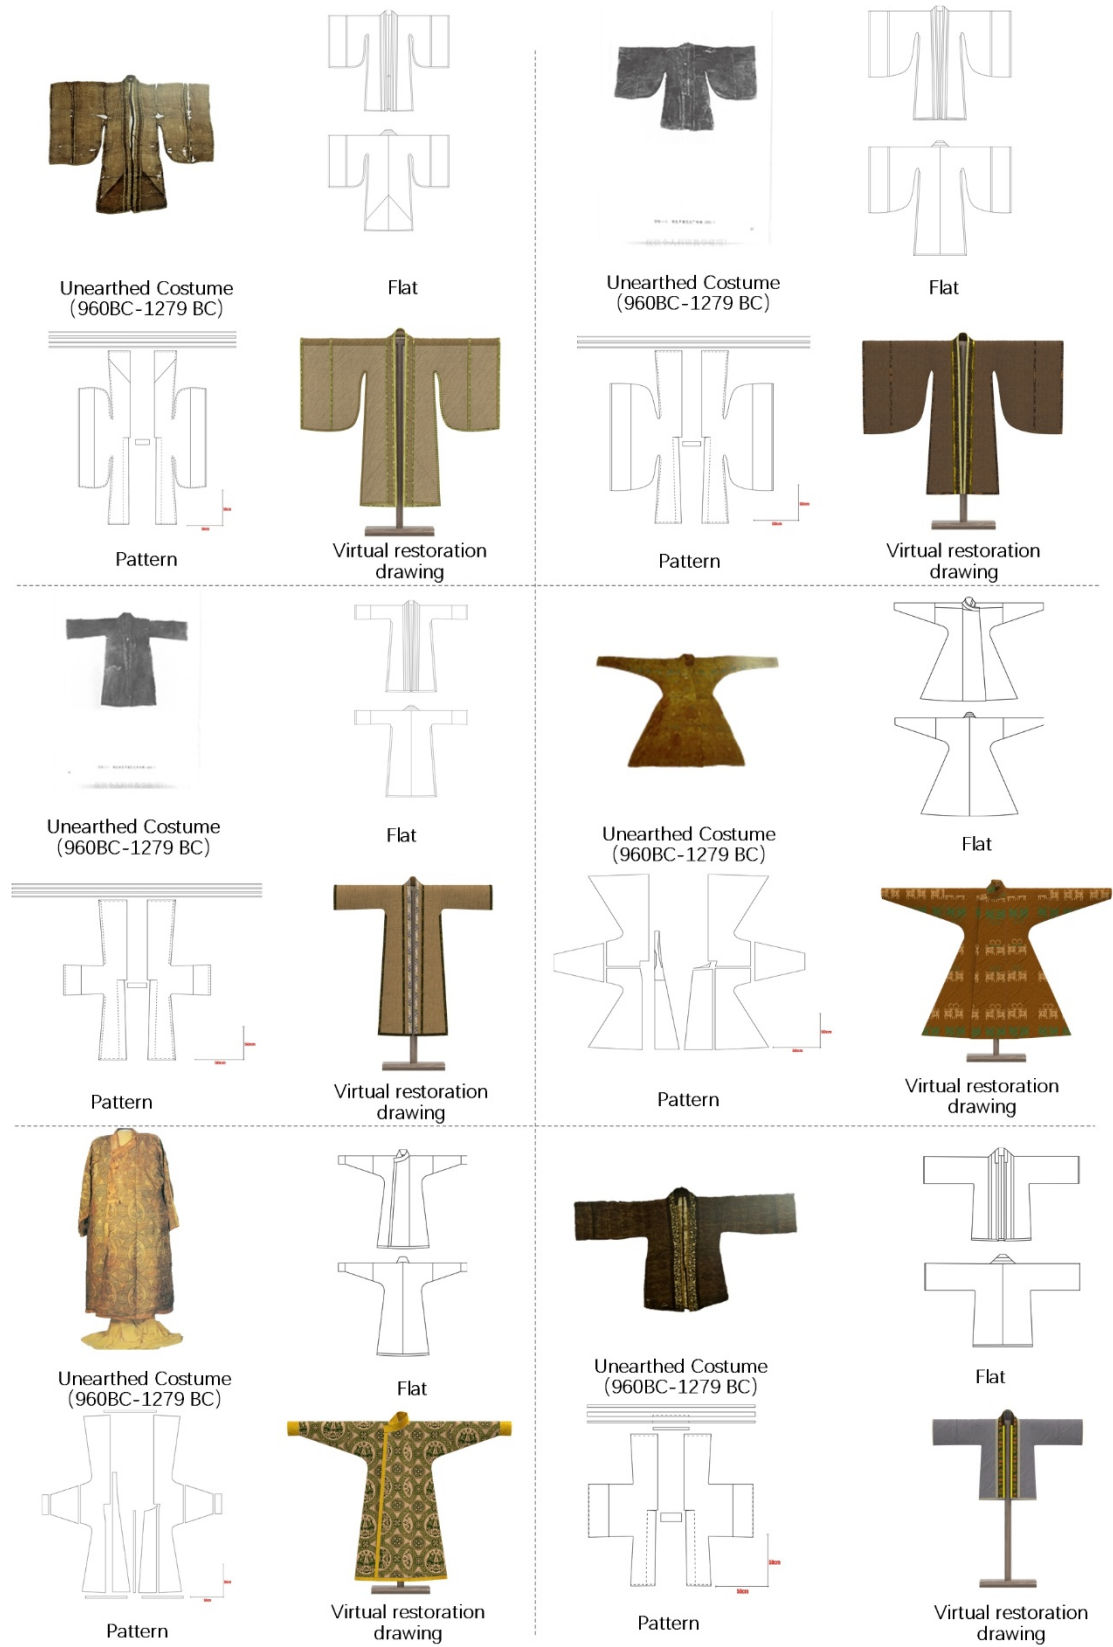 Unearthed Costume
(960BC-1279 BC)
Flat
Pattern
Virtual restoration
drawing
Unearthed Costume
(960BC-1279 BC)
Flat
Pattern
Virtual restoration
drawing
Unearthed Costume
(960BC-1279 BC)
Flat
Pattern
Virtual restoration
drawing
Unearthed Costume
(960BC-1279 BC)
Flat
Pattern
Virtual restoration
drawing
Unearthed Costume
(960BC-1279 BC)
Flat
Pattern
Virtual restoration
drawing
Unearthed Costume
(960BC-1279 BC)
Flat
50cm
50cm
Pattern
Virtual restoration
drawing